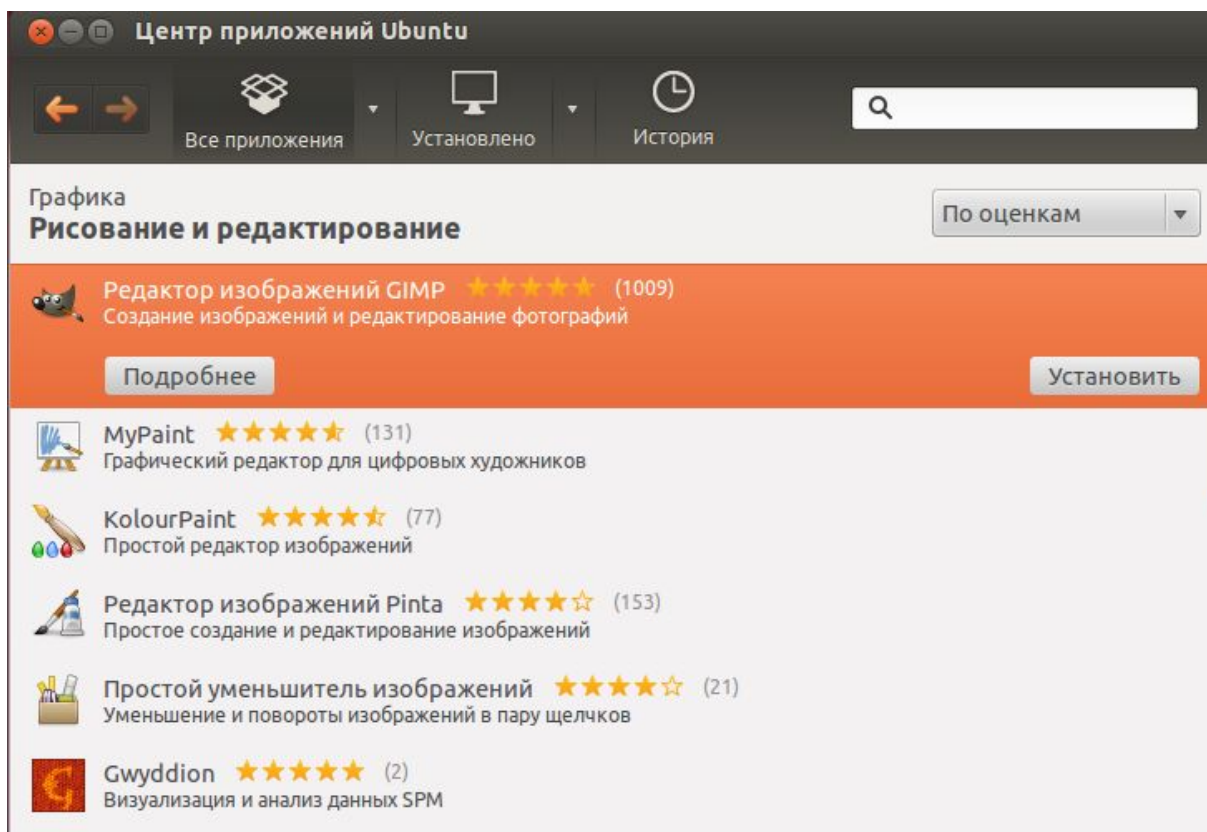 Центр приложений Ubuntu
Все приложения
Установлено
История
Графика
Рисование и редактирование
По оценкам
Редактор изображений GIMP (1009)
Создание изображений и редактирование фотографий
Подробнее
Установить
MyPaint (131)
Графический редактор для цифровых художников
KolourPaint (77)
Простой редактор изображений
Редактор изображений Pinta (153)
Простое создание и редактирование изображений
Простой уменьшитель изображений (21)
Уменьшение и повороты изображений в пару щелчков
Gwyddion (2)
Визуализация и анализ данных SPM